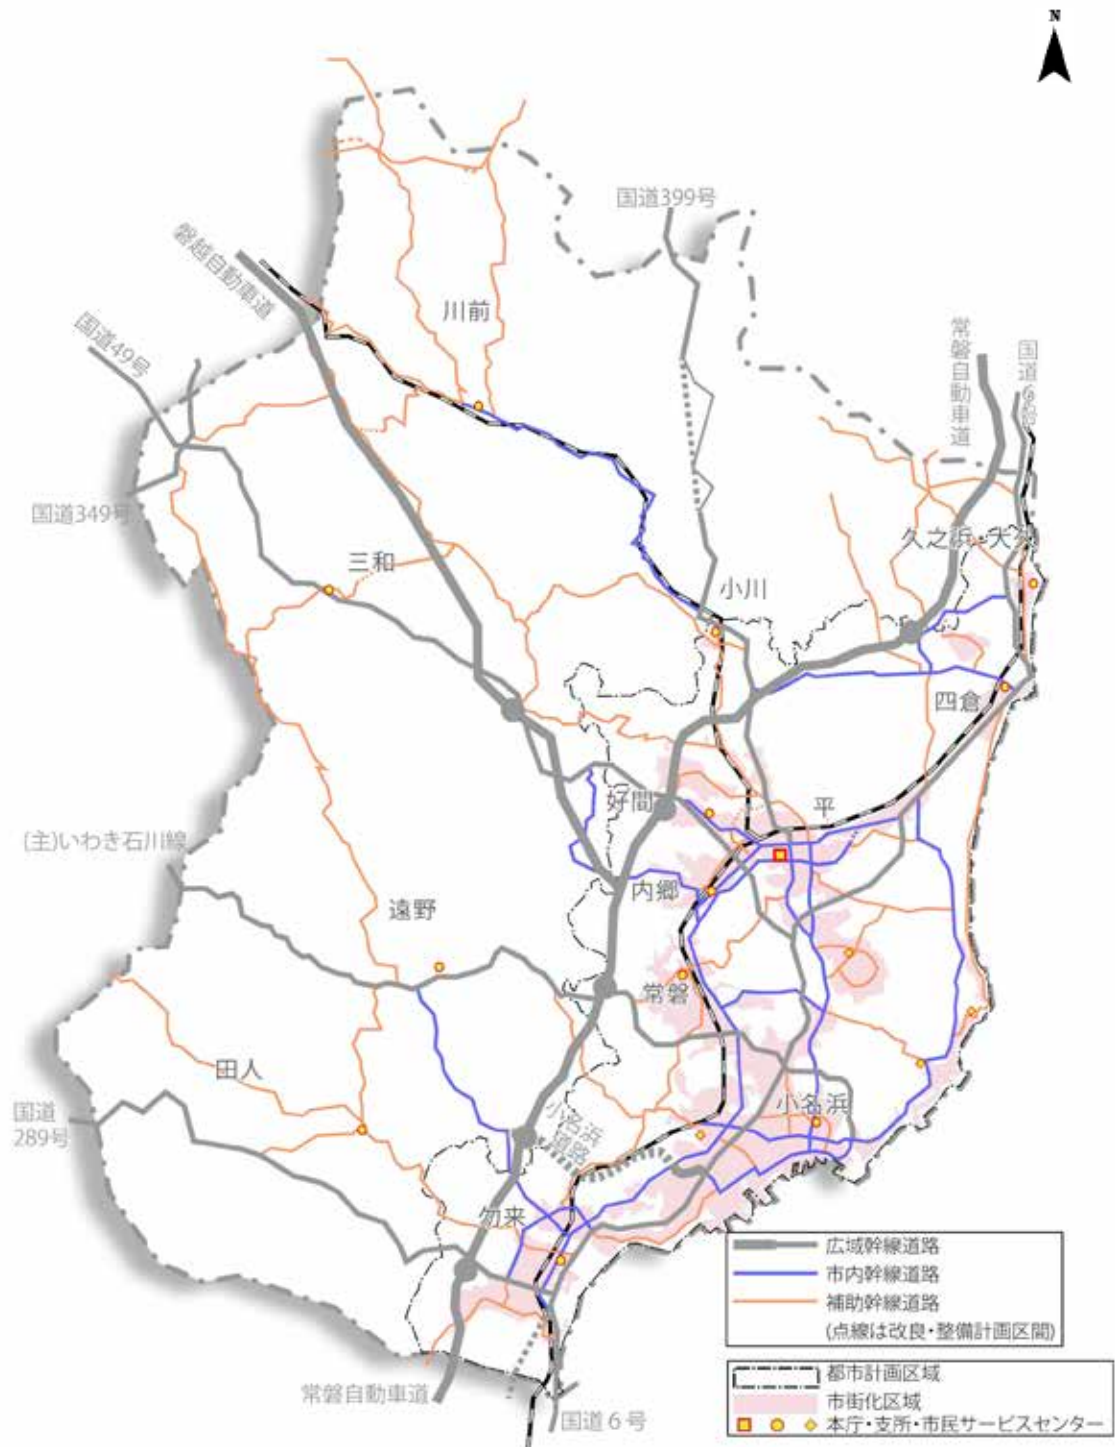 N
国道399号
磐越自動車道
川前
国道49号
常磐自動車道
国道6号
国道349号
久之浜・大久
三和
小川
四倉
好間
平
(主)いわき石川線
内郷
遠野
常磐
田人
小名浜
国道
289号
小名浜
道路
勿来
広域幹線道路
市内幹線道路
補助幹線道路
(点線は改良・整備計画区間)
都市計画区域
市街化区域
本庁・支所・市民サービスセンター
常磐自動車道
国道6号